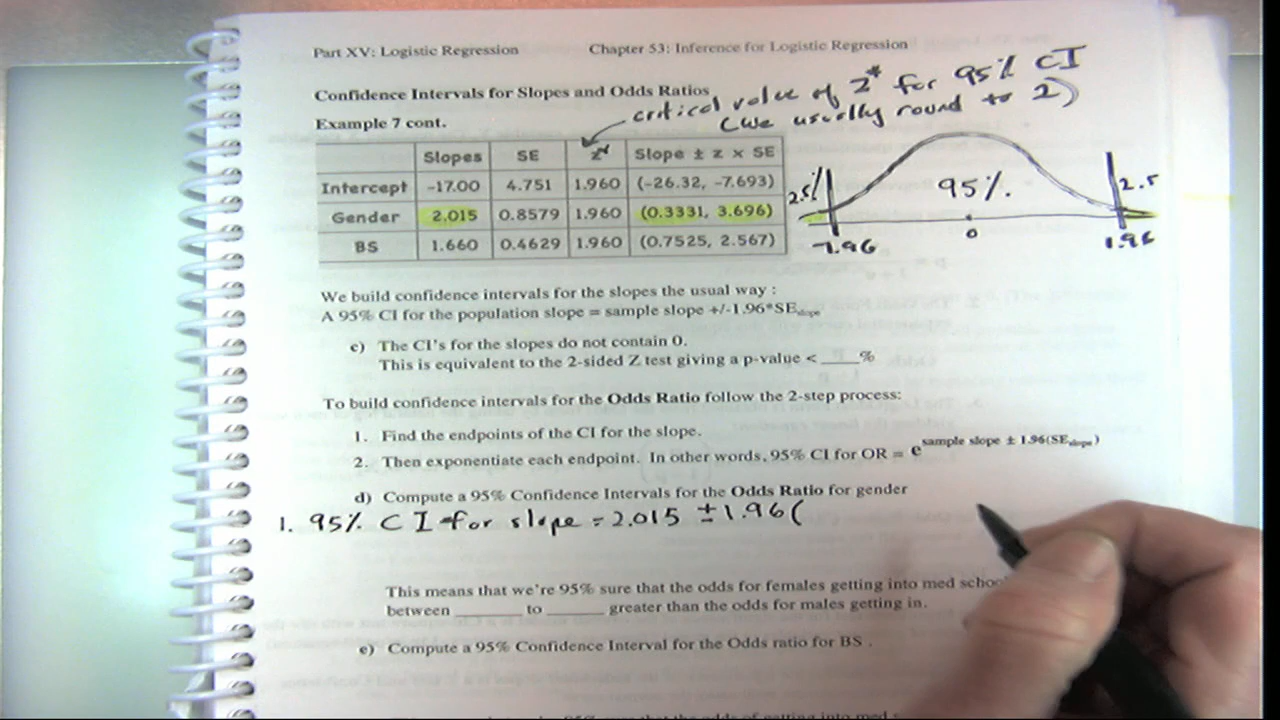 Part XV: Logistic Regression Chapter 53: Inference for Logistic Regression
Confidence Intervals for Slopes and Odds Ratios
critical value of Z* for 95% CI
(we usually round to 2)
Example 7 cont.
Slopes SE Z* Slope ± z x SE
Intercept -17.00 4.751 1.960 (-26.32, -7.693)
Gender 2.015 0.8579 1.960 (0.3331, 3.696)
BS 1.660 0.4629 1.960 (0.7525, 2.567)
2.5% 95%. 2.5
-1.96 0 1.96
We build confidence intervals for the slopes the usual way :
A 95% CI for the population slope = sample slope +/-1.96*SEslope
c) The CI's for the slopes do not contain 0.
This is equivalent to the 2-sided Z test giving a p-value < ____%
To build confidence intervals for the Odds Ratio follow the 2-step process:
1. Find the endpoints of the CI for the slope.
2. Then exponentiate each endpoint. In other words, 95% CI for OR = e^sample slope ± 1.96(SEslope)
d) Compute a 95% Confidence Intervals for the Odds Ratio for gender
1. 95% CI for slope = 2.015 ± 1.96(
This means that we're 95% sure that the odds for females getting into med
between ________ to ______ greater than the odds for males getting in.
e) Compute a 95% Confidence Interval for the Odds ratio for BS .